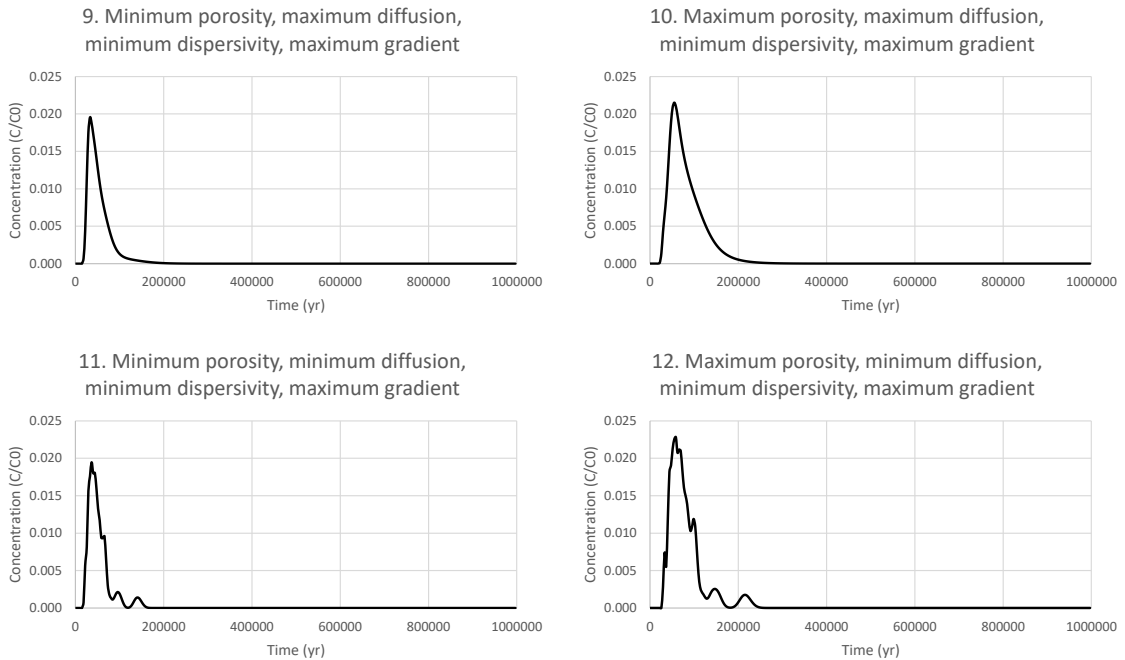 9. Minimum porosity, maximum diffusion,
minimum dispersivity, maximum gradient
0.025
0.020
0.015
0.010
0.005
0.000
0 200000 400000 600000 800000 1000000
Concentration (C/C0)
Time (yr)
10. Maximum porosity, maximum diffusion,
minimum dispersivity, maximum gradient
0.025
0.020
0.015
0.010
0.005
0.000
0 200000 400000 600000 800000 1000000
Concentration (C/C0)
Time (yr)
11. Minimum porosity, minimum diffusion,
minimum dispersivity, maximum gradient
0.025
0.020
0.015
0.010
0.005
0.000
0 200000 400000 600000 800000 1000000
Concentration (C/C0)
Time (yr)
12. Maximum porosity, minimum diffusion,
minimum dispersivity, maximum gradient
0.025
0.020
0.015
0.010
0.005
0.000
0 200000 400000 600000 800000 1000000
Concentration (C/C0)
Time (yr)